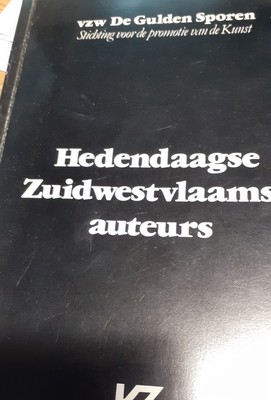 vzw De Gulden Sporen
Stichting voor de promotie van de Kunst
Hedendaagse
Zuidwestvlaams
auteurs